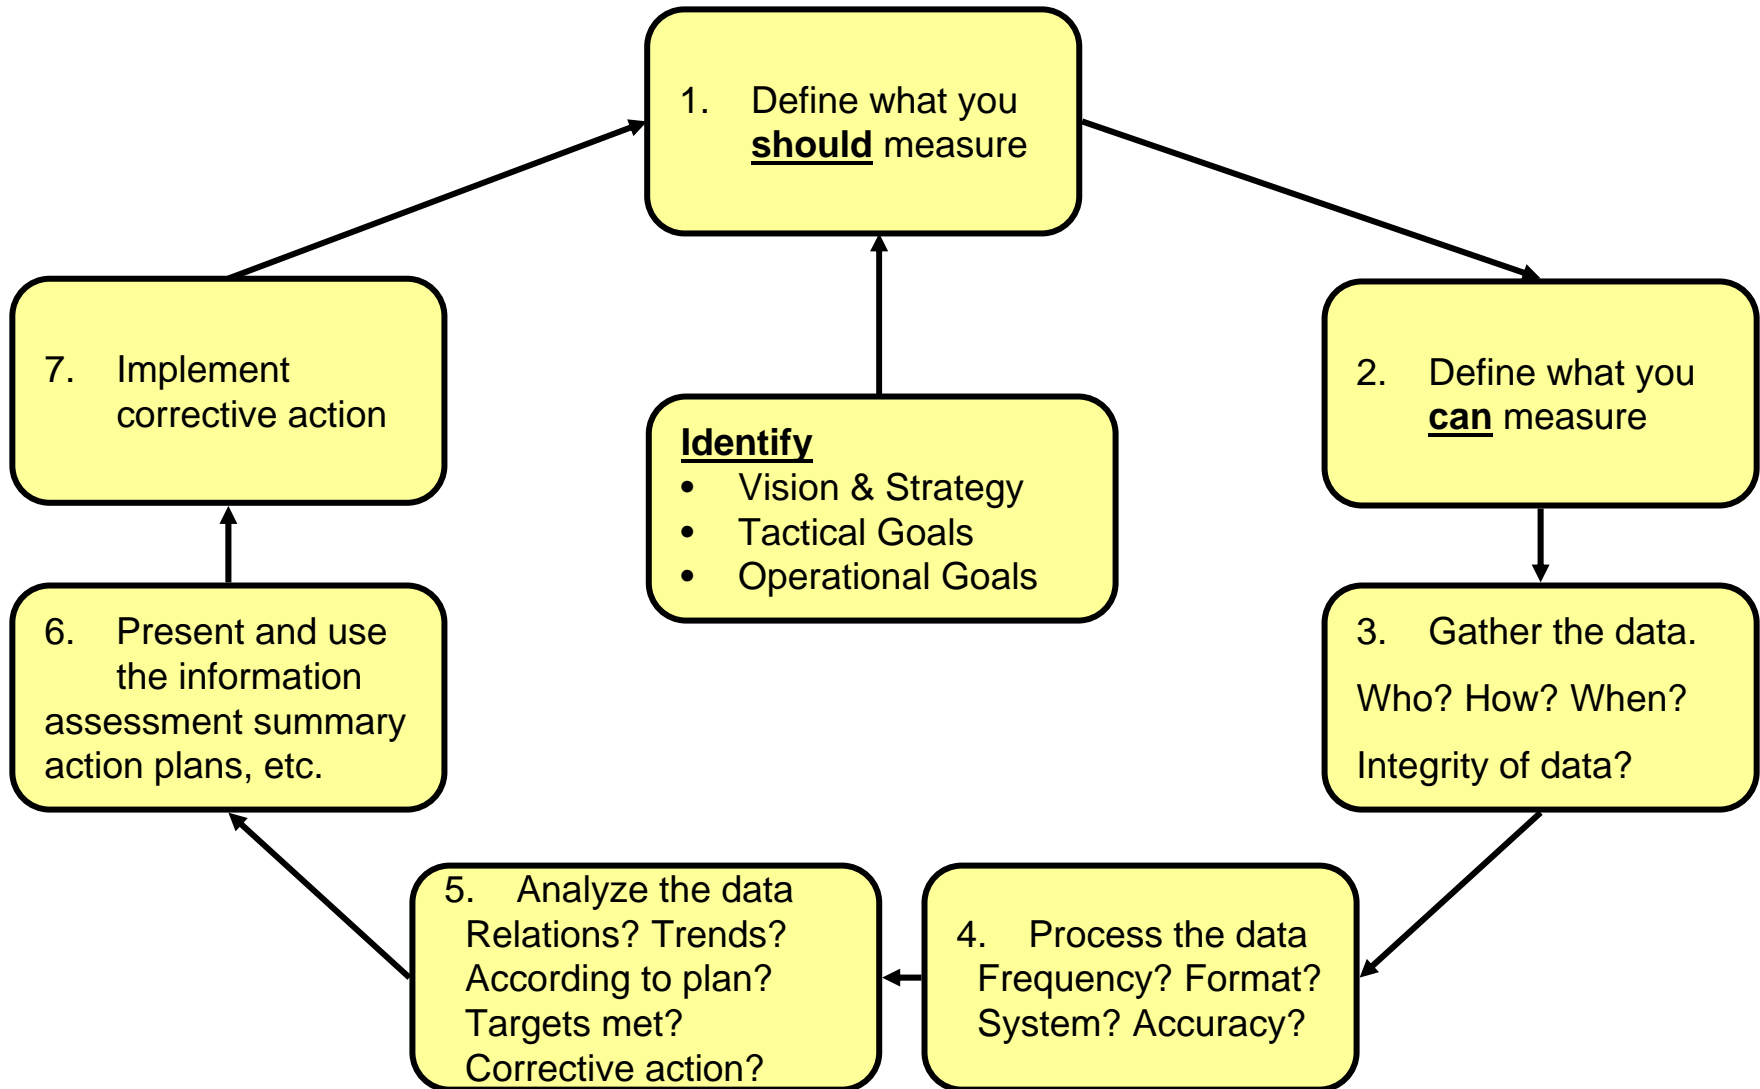 1. Define what you
should measure
2. Define what you
can measure
3. Gather the data.
Who? How? When?
Integrity of data?
4. Process the data
Frequency? Format?
System? Accuracy?
5. Analyze the data
Relations? Trends?
According to plan?
Targets met?
Corrective action?
6. Present and use
the information
assessment summary
action plans, etc.
7. Implement
corrective action
Identify
• Vision & Strategy
• Tactical Goals
• Operational Goals